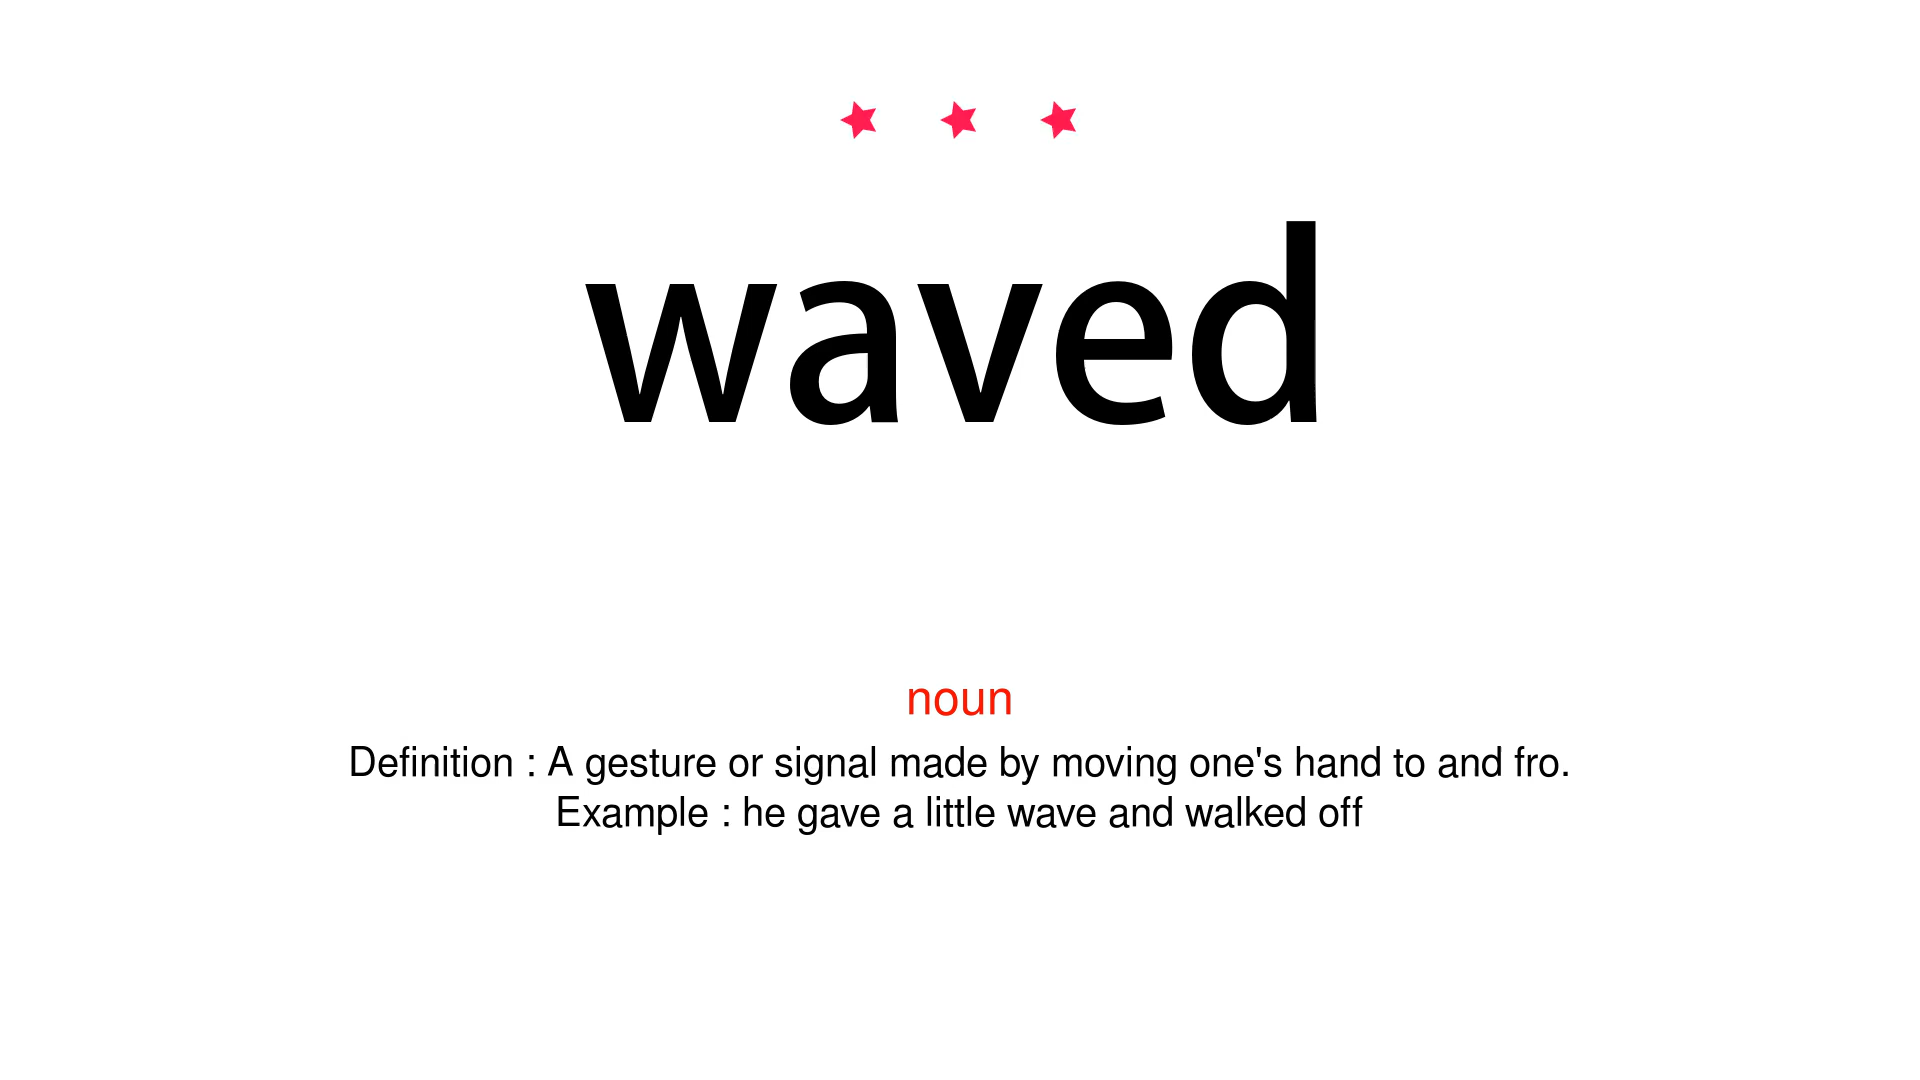 waved
noun
Definition : A gesture or signal made by moving one's hand to and fro.
Example : he gave a little wave and walked off